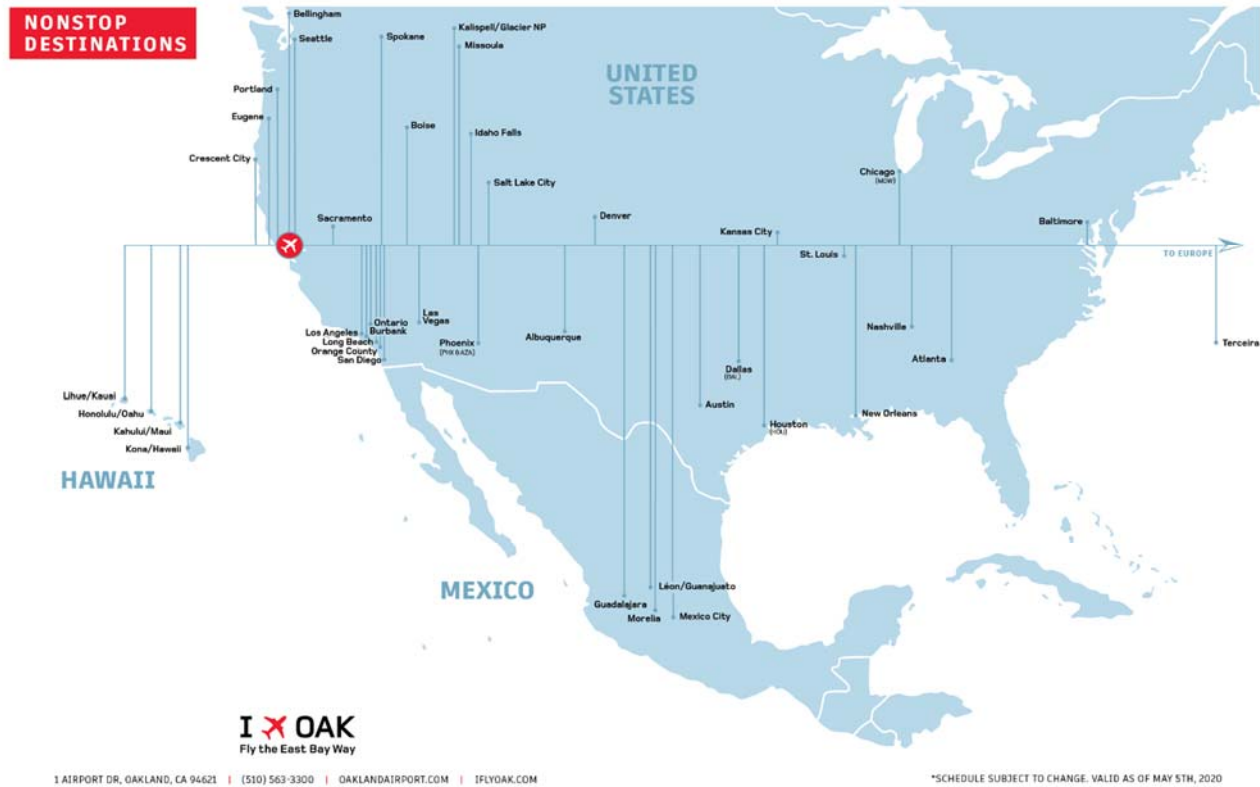 NONSTOP
DESTINATIONS
Bellingham
Seattle
Spokane
Kalispell/Glacier NP
Missoula
UNITED
STATES
Portland
Eugene
Boise
Idaho Falls
Crescent City
Salt Lake City
Chicago
(MDW)
Sacramento
Denver
Kansas City
Baltimore
St. Louis
TO EUROPE
Las
Vegas
Ontario
Burbank
Los Angeles
Long Beach
Orange County
San Diego
Phoenix
(PHX &AZA)
Albuquerque
Nashville
Terceira
Dallas
(DAL)
Atlanta
Lihue/Kauai
Honolulu/Oahu
Kahului/Maui
Kona/Hawaii
Austin
New Orleans
Houston
(HOU)
HAWAII
MEXICO
Léon/Guanajuato
Guadalajara
Morelia
Mexico City
I OAK
Fly the East Bay Way
1 AIRPORT DR, OAKLAND, CA 94621 | (510) 563-3300 | OAKLANDAIRPORT.COM | IFLYOAK.COM
*SCHEDULE SUBJECT TO CHANGE. VALID AS OF MAY 5TH, 2020